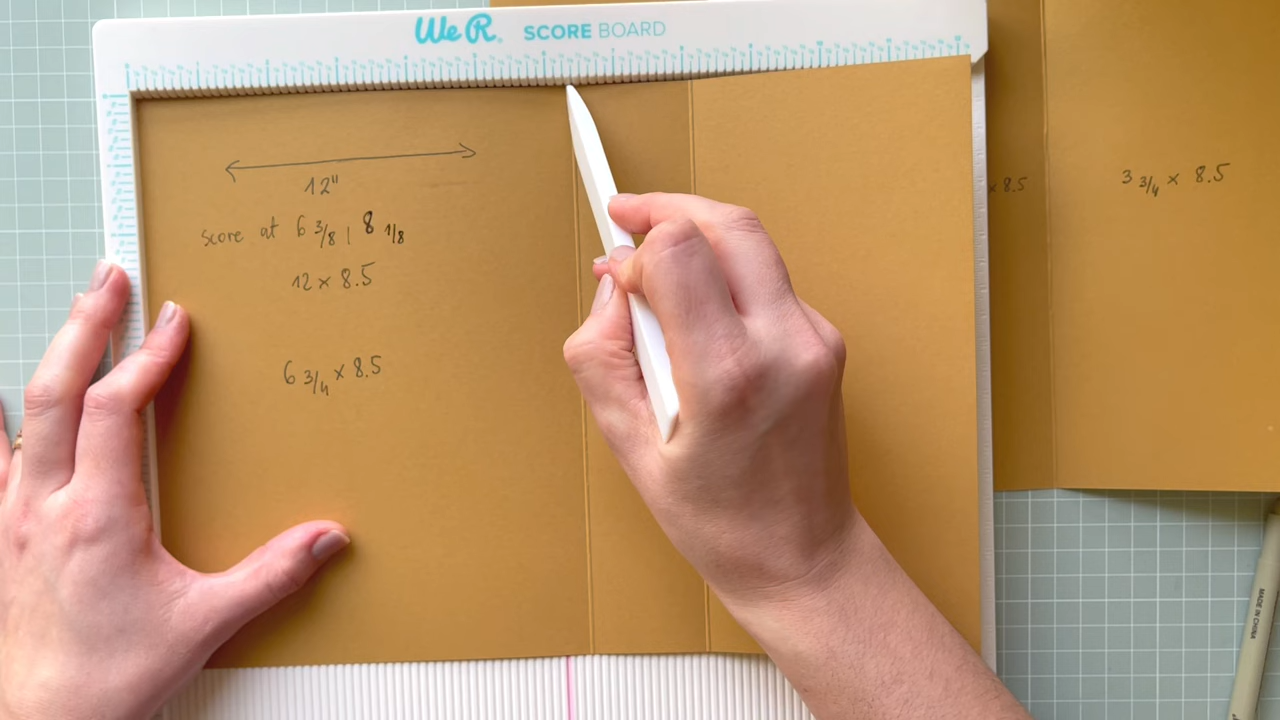 We R. SCORE BOARD
12"
score at 6 3/8 | 8 1/8
12 x 8.5
6 3/4 x 8.5
x 8.5
3 3/4 x 8.5
MADE IN CHINA